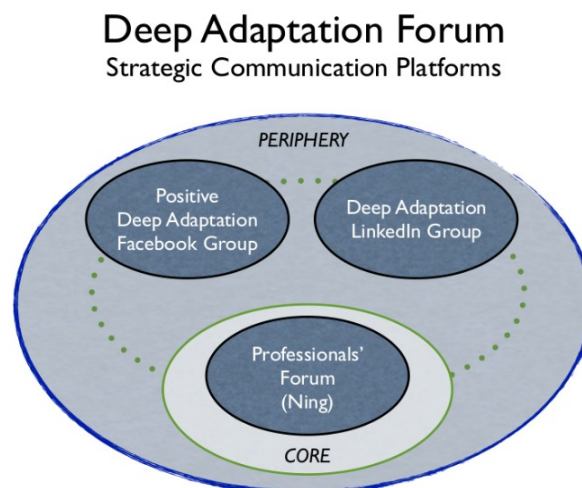 Deep Adaptation Forum
Strategic Communication Platforms
PERIPHERY
Positive
Deep Adaptation
Facebook Group
Deep Adaptation
LinkedIn Group
Professionals’
Forum
(Ning)
CORE